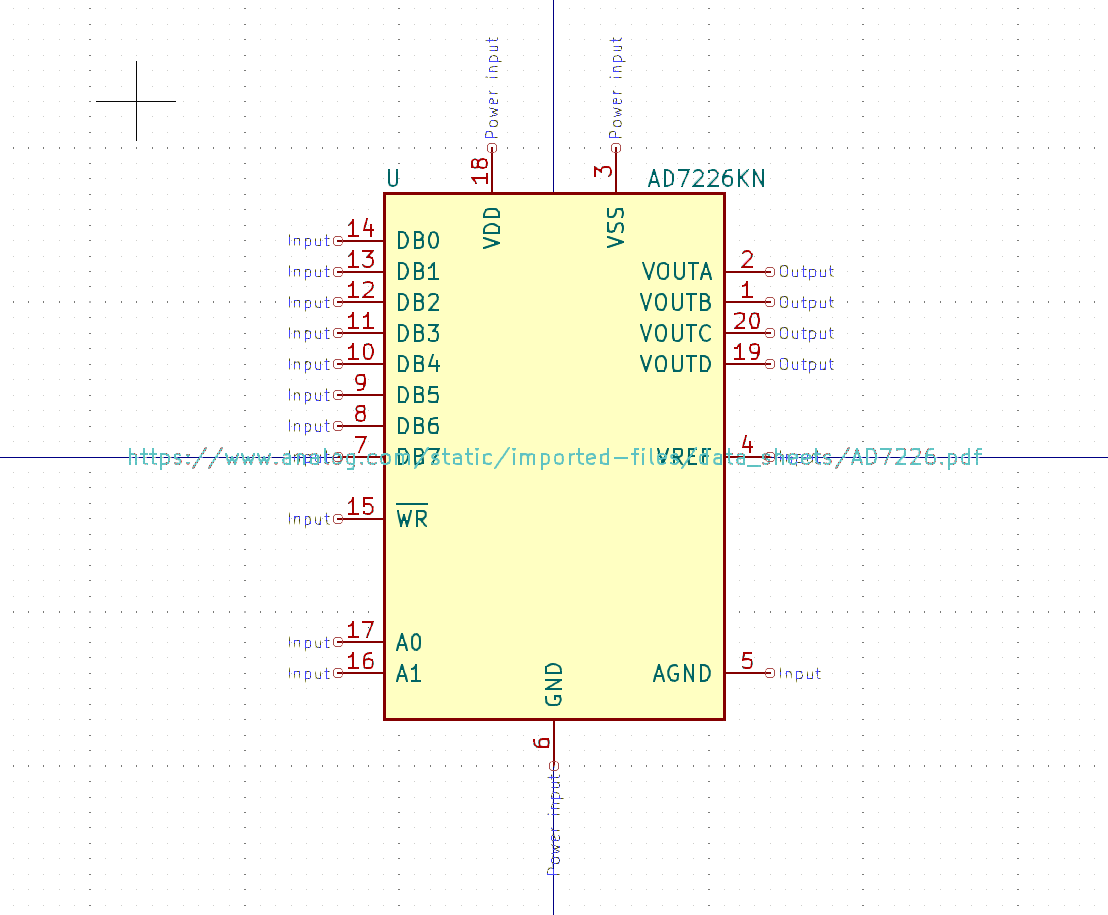 Power input
Power input
18
3
U
AD7226KN
VDD
VSS
Input 14 DB0
Input 13 DB1
VOUTA 2 Output
Input 12 DB2
VOUTB 1 Output
Input 11 DB3
VOUTC 20 Output
Input 10 DB4
VOUTD 19 Output
Input 9 DB5
Input 8 DB6
Input 7 DB7
VREF 4 Input
https://www.analog.com/static/imported-files/data_sheets/AD7226.pdf
Input 15 WR
Input 17 A0
Input 16 A1
AGND 5 Input
GND
6
Power input